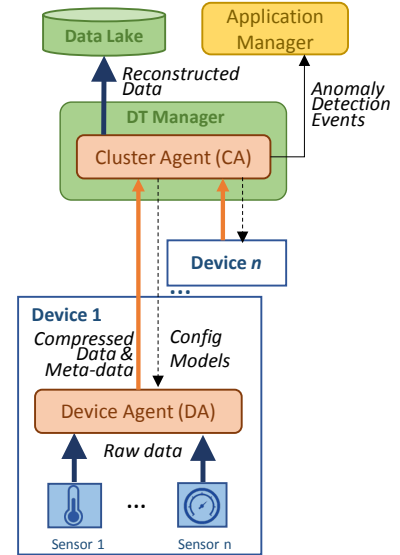 Data Lake
Application
Manager
Reconstructed
Data
Anomaly
Detection
Events
DT Manager
Cluster Agent (CA)
Device n
...
Device 1
Compressed
Data &
Meta-data
Config
Models
Device Agent (DA)
Raw data
...
Sensor 1
Sensor n